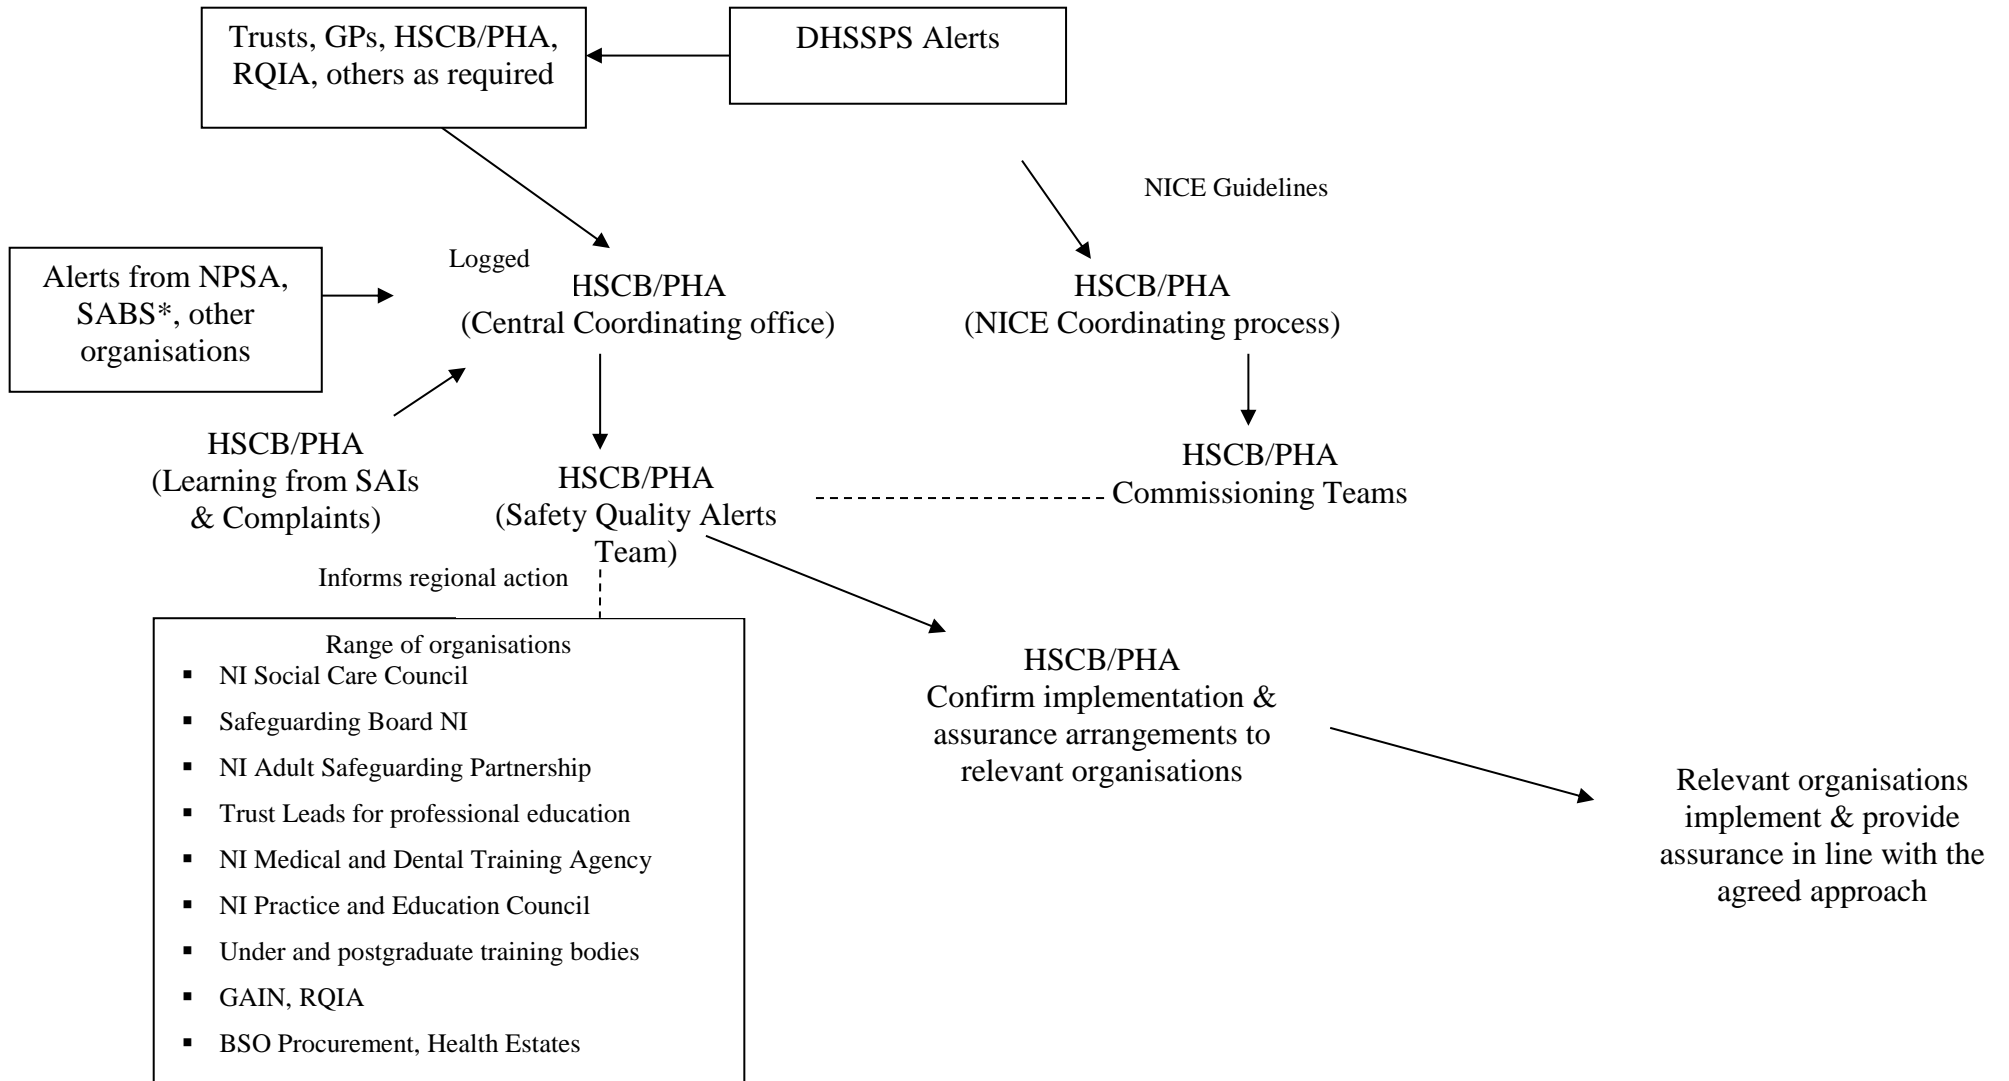 Trusts, GPs, HSCB/PHA,
RQIA, others as required
DHSSPS Alerts
NICE Guidelines
Logged
Alerts from NPSA,
SABS*, other
organisations
HSCB/PHA
(Central Coordinating office)
HSCB/PHA
(NICE Coordinating process)
HSCB/PHA
(Learning from SAIs
& Complaints)
HSCB/PHA
(Safety Quality Alerts
Team)
HSCB/PHA
Commissioning Teams
Informs regional action
Range of organisations
▪ NI Social Care Council
▪ Safeguarding Board NI
▪ NI Adult Safeguarding Partnership
▪ Trust Leads for professional education
▪ NI Medical and Dental Training Agency
▪ NI Practice and Education Council
▪ Under and postgraduate training bodies
▪ GAIN, RQIA
▪ BSO Procurement, Health Estates
HSCB/PHA
Confirm implementation &
assurance arrangements to
relevant organisations
Relevant organisations
implement & provide
assurance in line with the
agreed approach